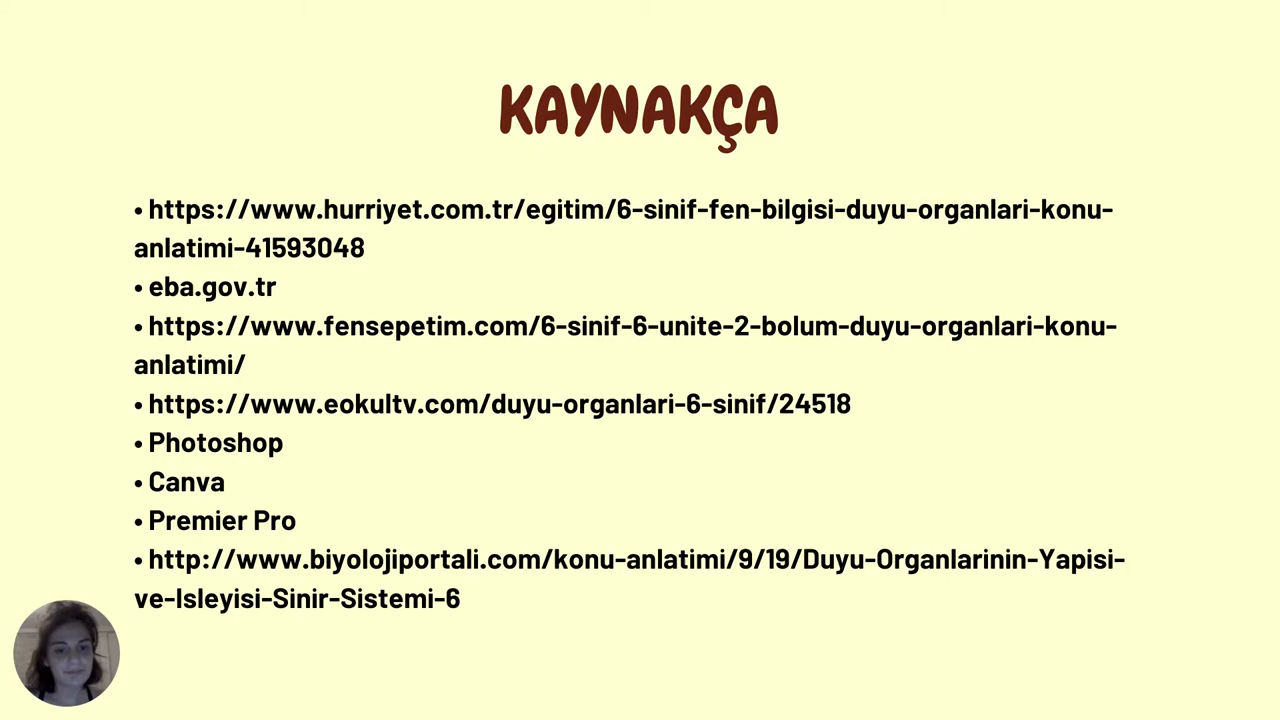 KAYNAKÇA
• https://www.hurriyet.com.tr/egitim/6-sinif-fen-bilgisi-duyu-organlari-konu-
anlatimi-41593048
• eba.gov.tr
• https://www.fensepetim.com/6-sinif-6-unite-2-bolum-duyu-organlari-konu-
anlatimi/
• https://www.eokultv.com/duyu-organlari-6-sinif/24518
• Photoshop
• Canva
• Premier Pro
• http://www.biyolojiportali.com/konu-anlatimi/9/19/Duyu-Organlarinin-Yapisi-
ve-Isleyisi-Sinir-Sistemi-6